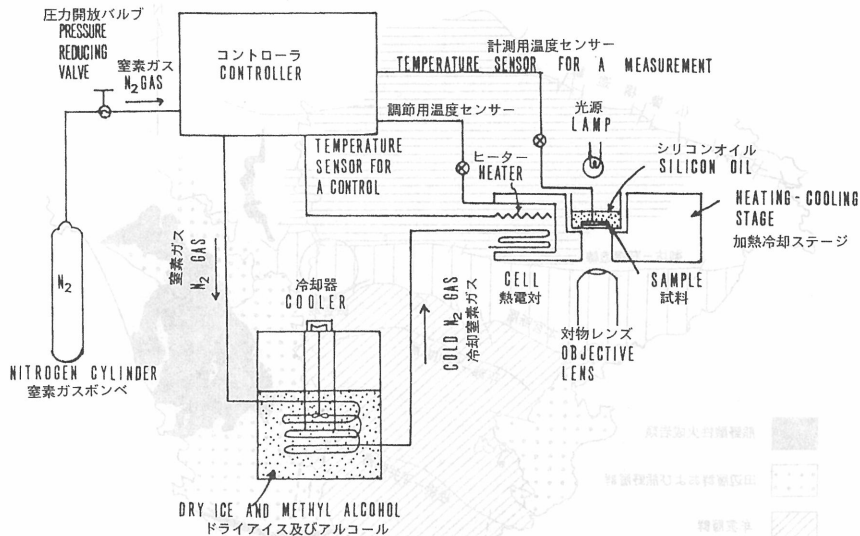 圧力開放バルブ
PRESSURE
REDUCING
VALVE
窒素ガス
N₂ GAS
コントローラ
CONTROLLER
計測用温度センサー
TEMPERATURE SENSOR FOR A MEASUREMENT
調節用温度センサー
TEMPERATURE
SENSOR FOR
A CONTROL
光源
LAMP
ヒーター
HEATER
シリコンオイル
SILICON OIL
HEATING-COOLING
STAGE
加熱冷却ステージ
N₂
窒素ガス
N₂ GAS
冷却器
COOLER
COLD N₂ GAS
冷却窒素ガス
CELL
熱電対
SAMPLE
試料
対物レンズ
OBJECTIVE
LENS
NITROGEN CYLINDER
窒素ガスボンベ
DRY ICE AND METHYL ALCOHOL
ドライアイス及びアルコール